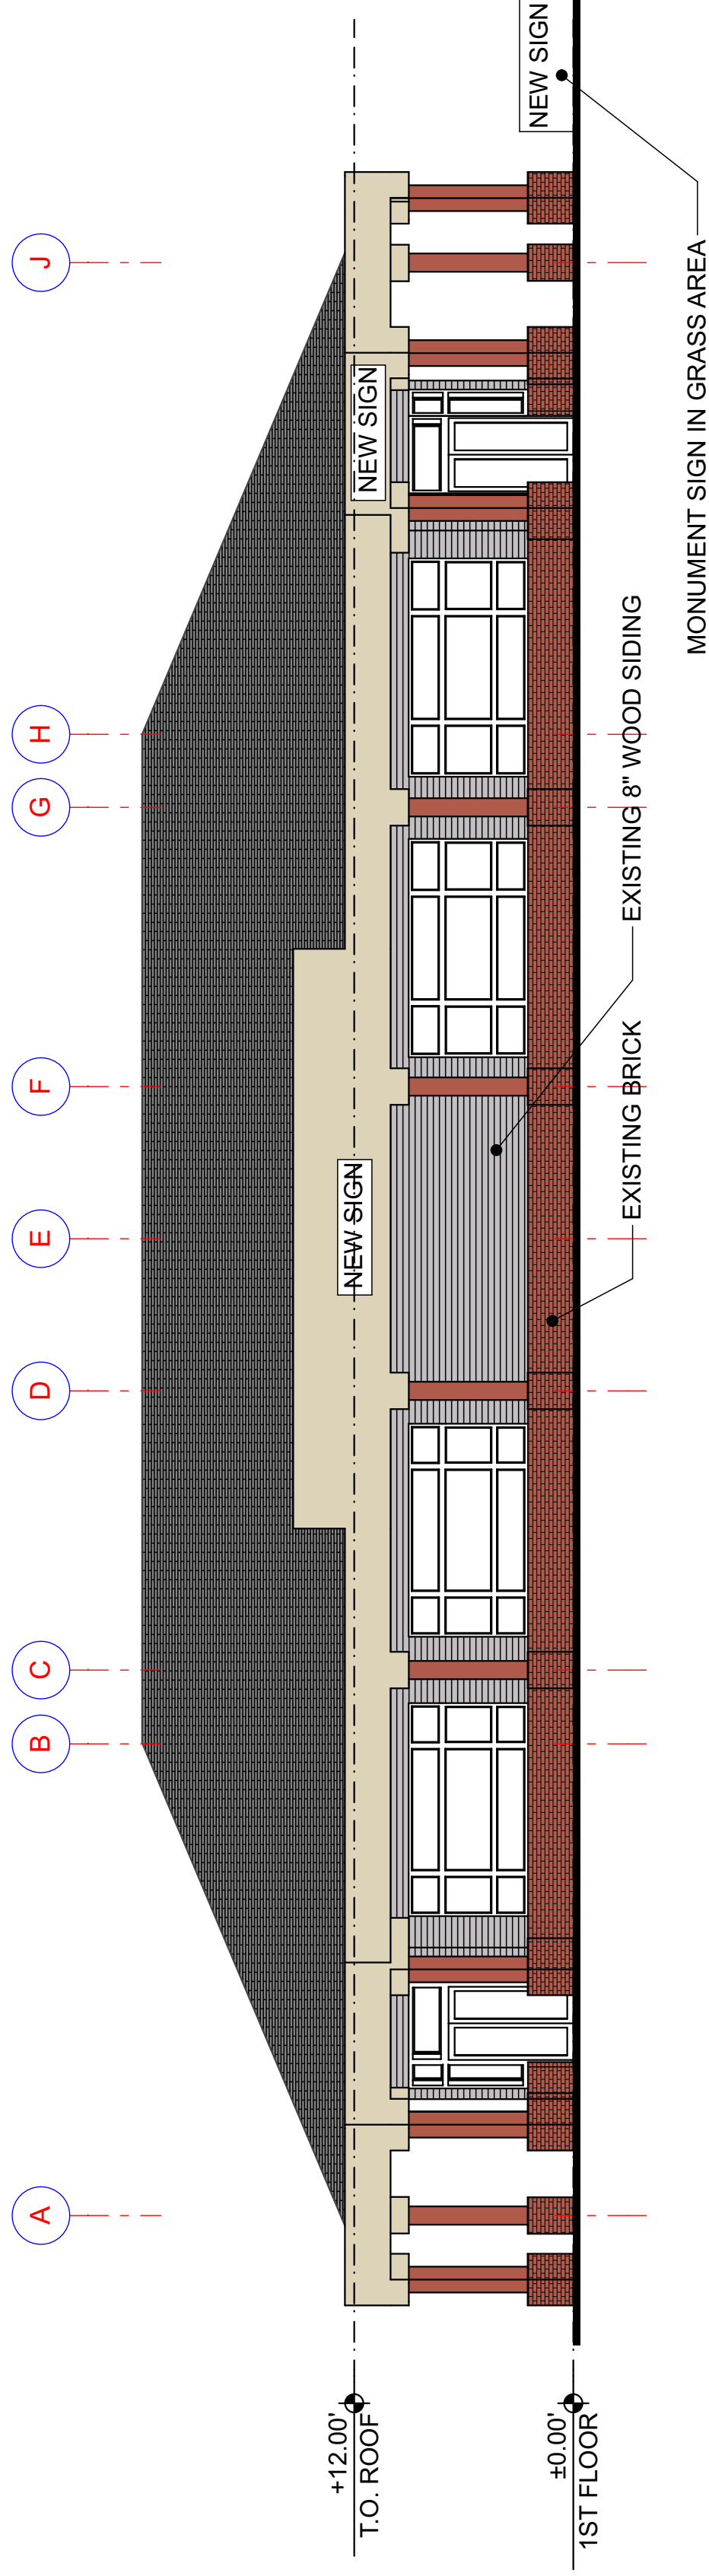 A
B
C
D
E
F
G
H
J
+12.00'
T.O. ROOF
NEW SIGN
NEW SIGN
NEW SIGN
±0.00'
1ST FLOOR
EXISTING BRICK
EXISTING 8" WOOD SIDING
MONUMENT SIGN IN GRASS AREA